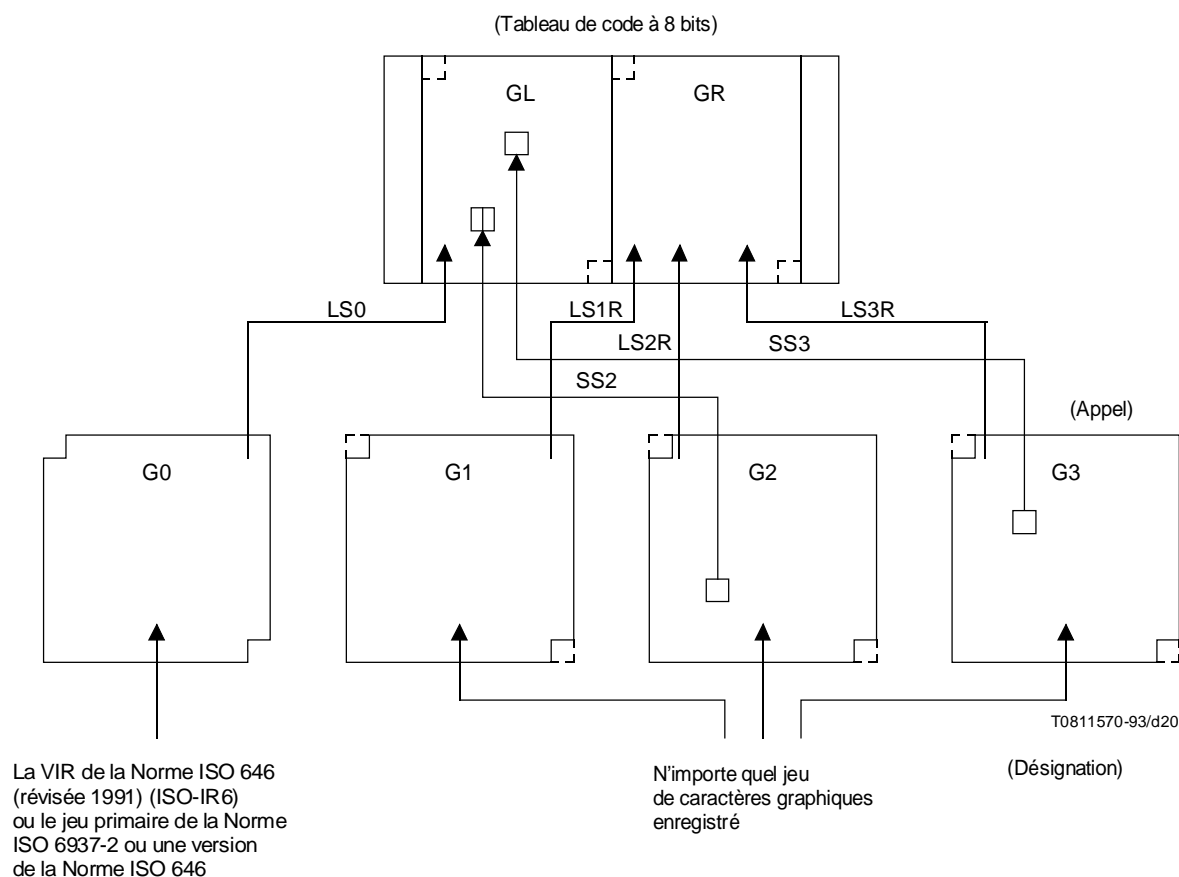 (Tableau de code à 8 bits)
GL
GR
LS0
LS1R
LS3R
LS2R
SS3
SS2
(Appel)
G0
G1
G2
G3
T0811570-93/d20
La VIR de la Norme ISO 646
(révisée 1991) (ISO-IR6)
ou le jeu primaire de la Norme
ISO 6937-2 ou une version
de la Norme ISO 646
N'importe quel jeu
de caractères graphiques
enregistré
(Désignation)